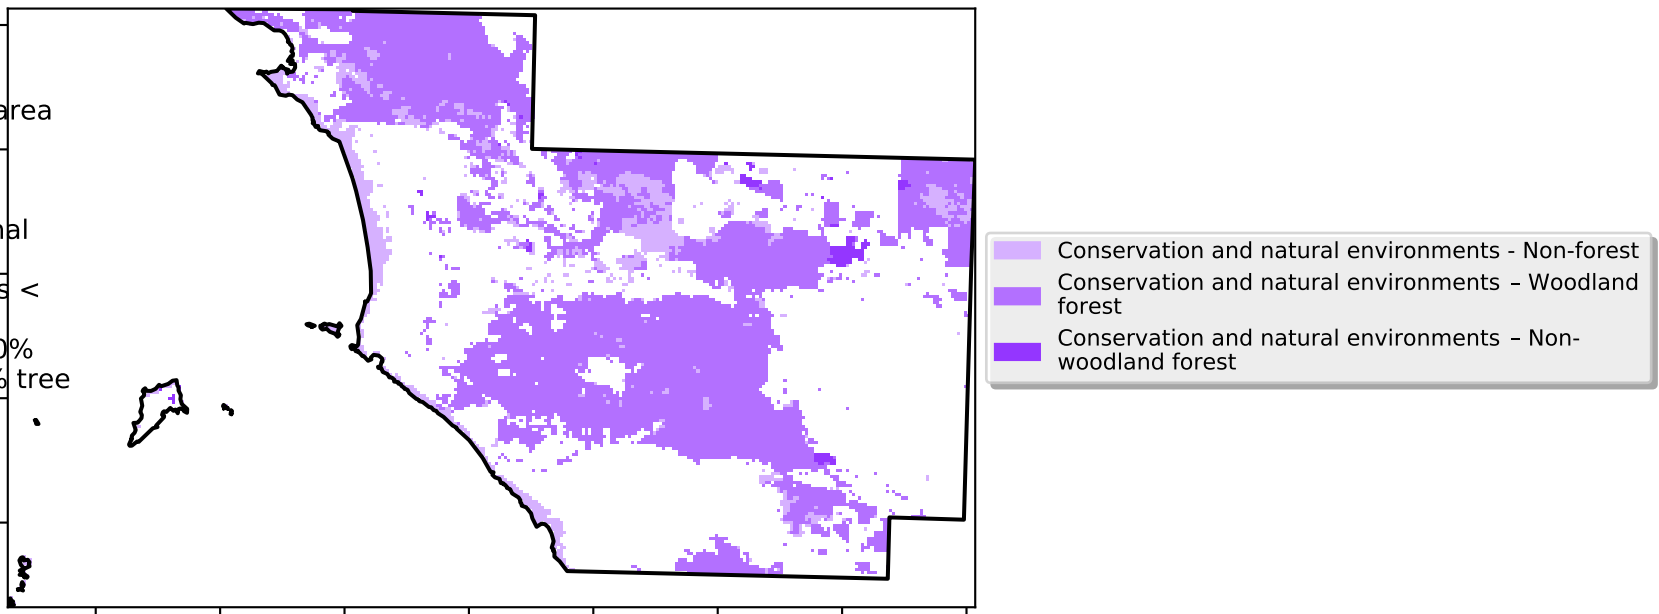 area
Conservation and natural environments - Non-forest
Conservation and natural environments – Woodland
forest
Conservation and natural environments – Non-
woodland forest
<
0%
tree